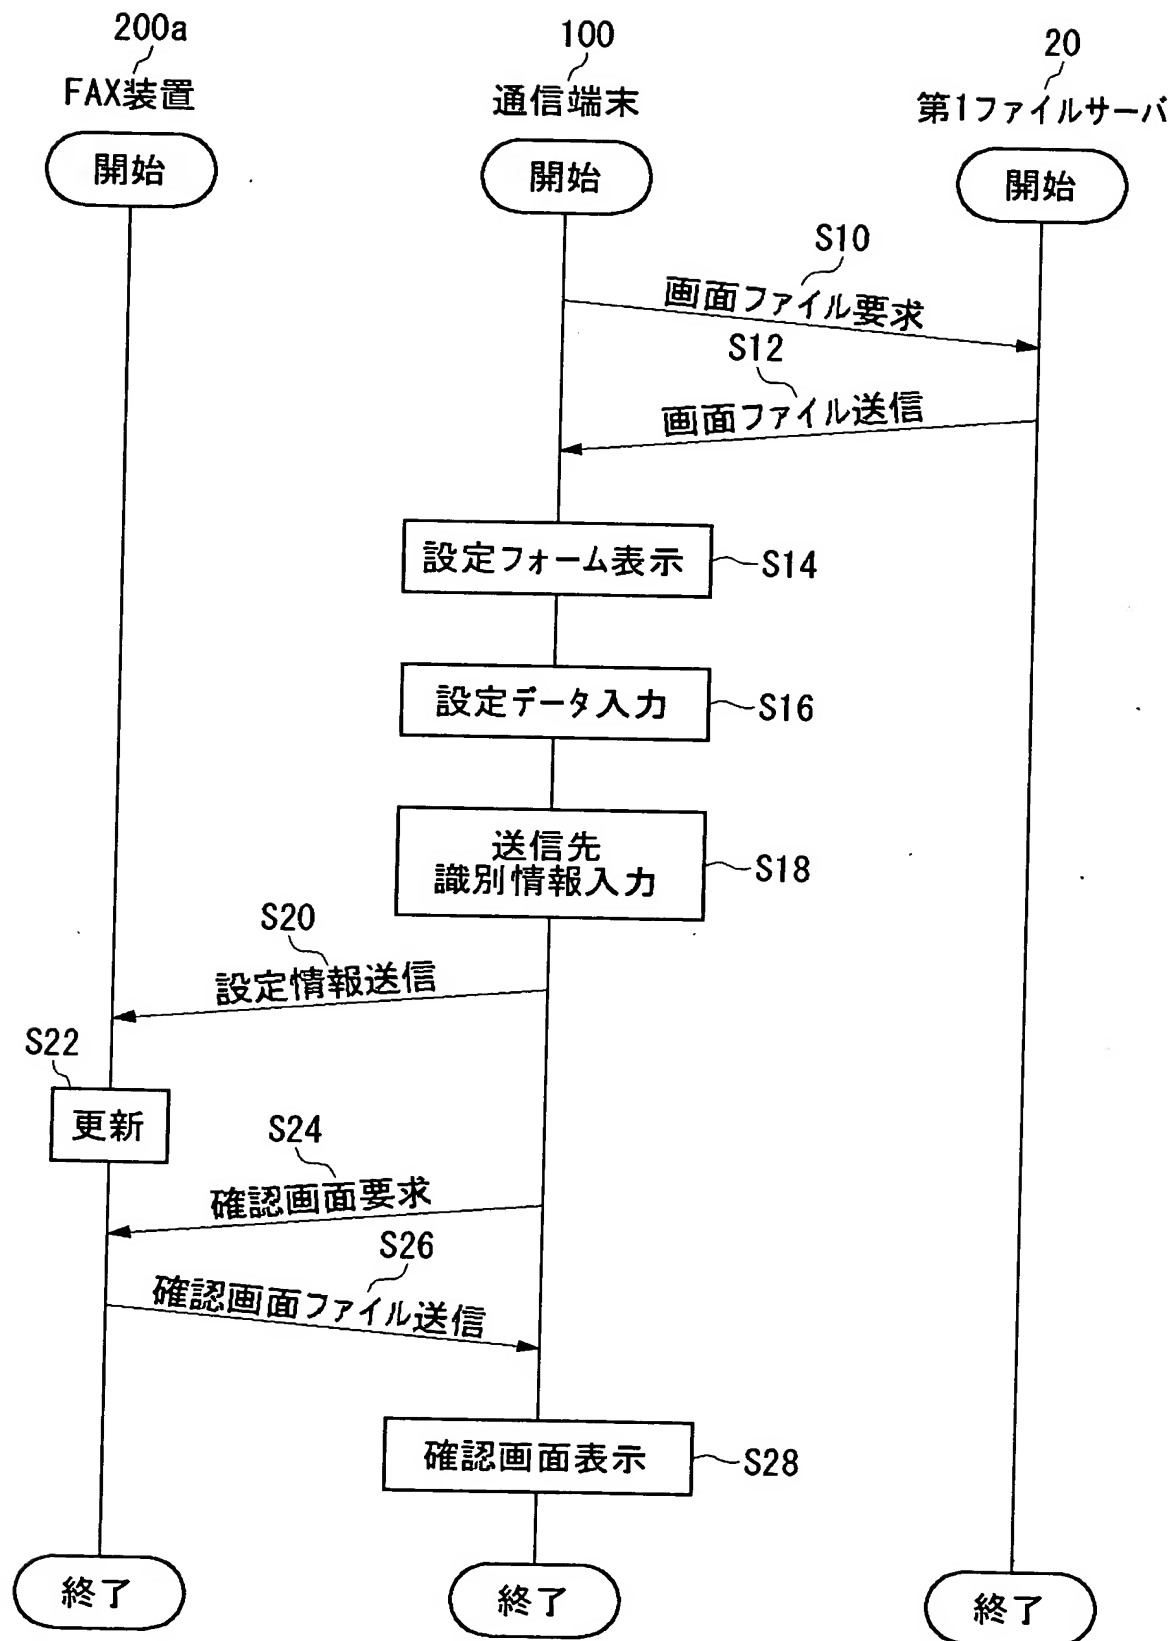 200a
FAX装置
100
通信端末
20
第1ファイルサーバ
開始
開始
開始
S10
画面ファイル要求
S12
画面ファイル送信
設定フォーム表示
S14
設定データ入力
S16
送信先
識別情報入力
S18
S20
設定情報送信
S22
更新
S24
確認画面要求
S26
確認画面ファイル送信
確認画面表示
S28
終了
終了
終了